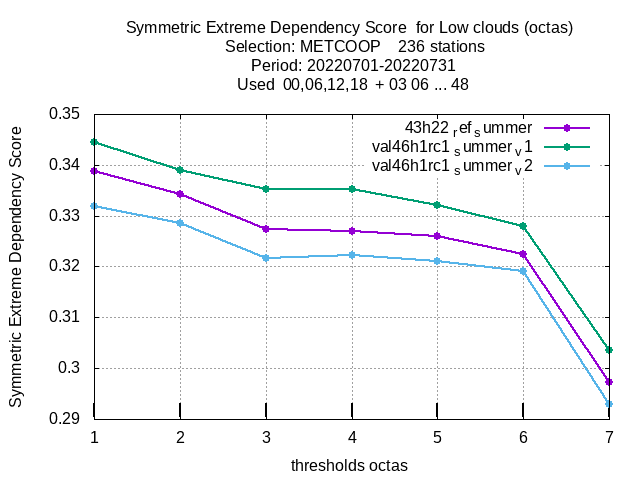 Symmetric Extreme Dependency Score for Low clouds (octas)
Selection: METCOOP 236 stations
Period: 20220701-20220731
Used 00,06,12,18 + 03 06 ... 48
43h22 ref summer
val46h1rc1 summer v1
val46h1rc1 summer v2
Symmetric Extreme Dependency Score
0.35
0.34
0.33
0.32
0.31
0.3
0.29
1 2 3 4 5 6 7
thresholds octas